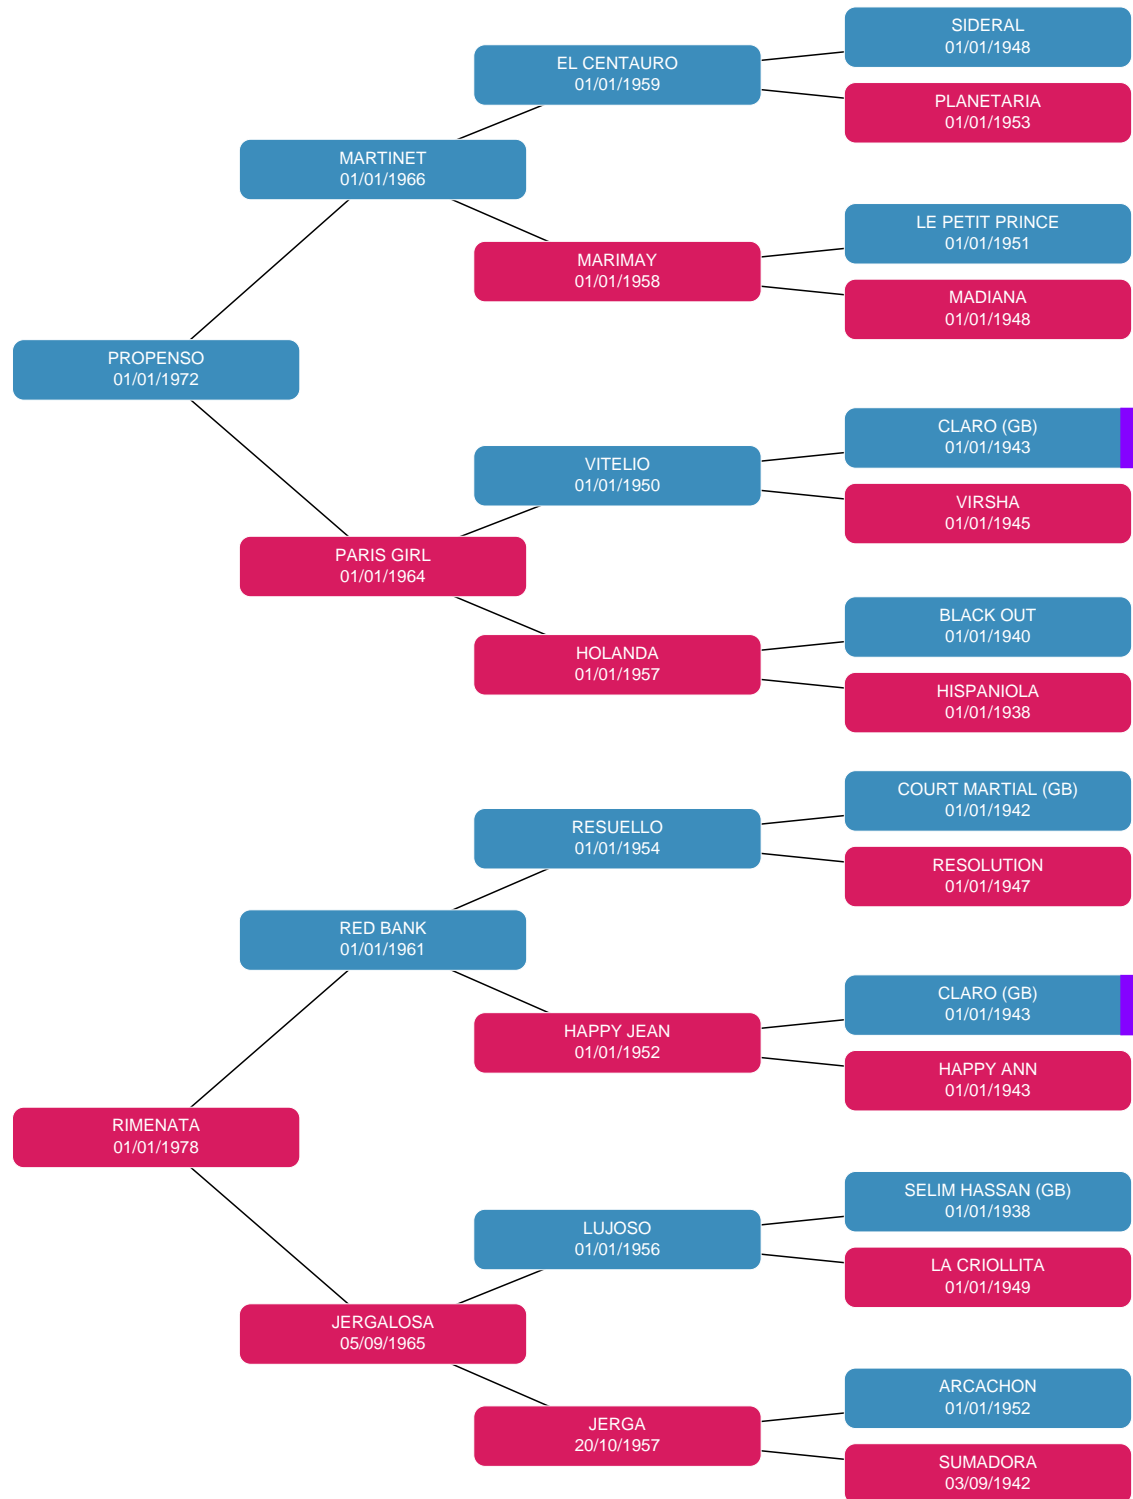 SIDERAL
01/01/1948
EL CENTAURO
01/01/1959
PLANETARIA
01/01/1953
MARTINET
01/01/1966
LE PETIT PRINCE
01/01/1951
MARIMAY
01/01/1958
MADIANA
01/01/1948
PROPENSO
01/01/1972
CLARO (GB)
01/01/1943
VITELIO
01/01/1950
VIRSHA
01/01/1945
PARIS GIRL
01/01/1964
BLACK OUT
01/01/1940
HOLANDA
01/01/1957
HISPANIOLA
01/01/1938
COURT MARTIAL (GB)
01/01/1942
RESUELLO
01/01/1954
RESOLUTION
01/01/1947
RED BANK
01/01/1961
CLARO (GB)
01/01/1943
HAPPY JEAN
01/01/1952
HAPPY ANN
01/01/1943
RIMENATA
01/01/1978
SELIM HASSAN (GB)
01/01/1938
LUJOSO
01/01/1956
LA CRIOLLITA
01/01/1949
JERGALOSA
05/09/1965
ARCACHON
01/01/1952
JERGA
20/10/1957
SUMADORA
03/09/1942